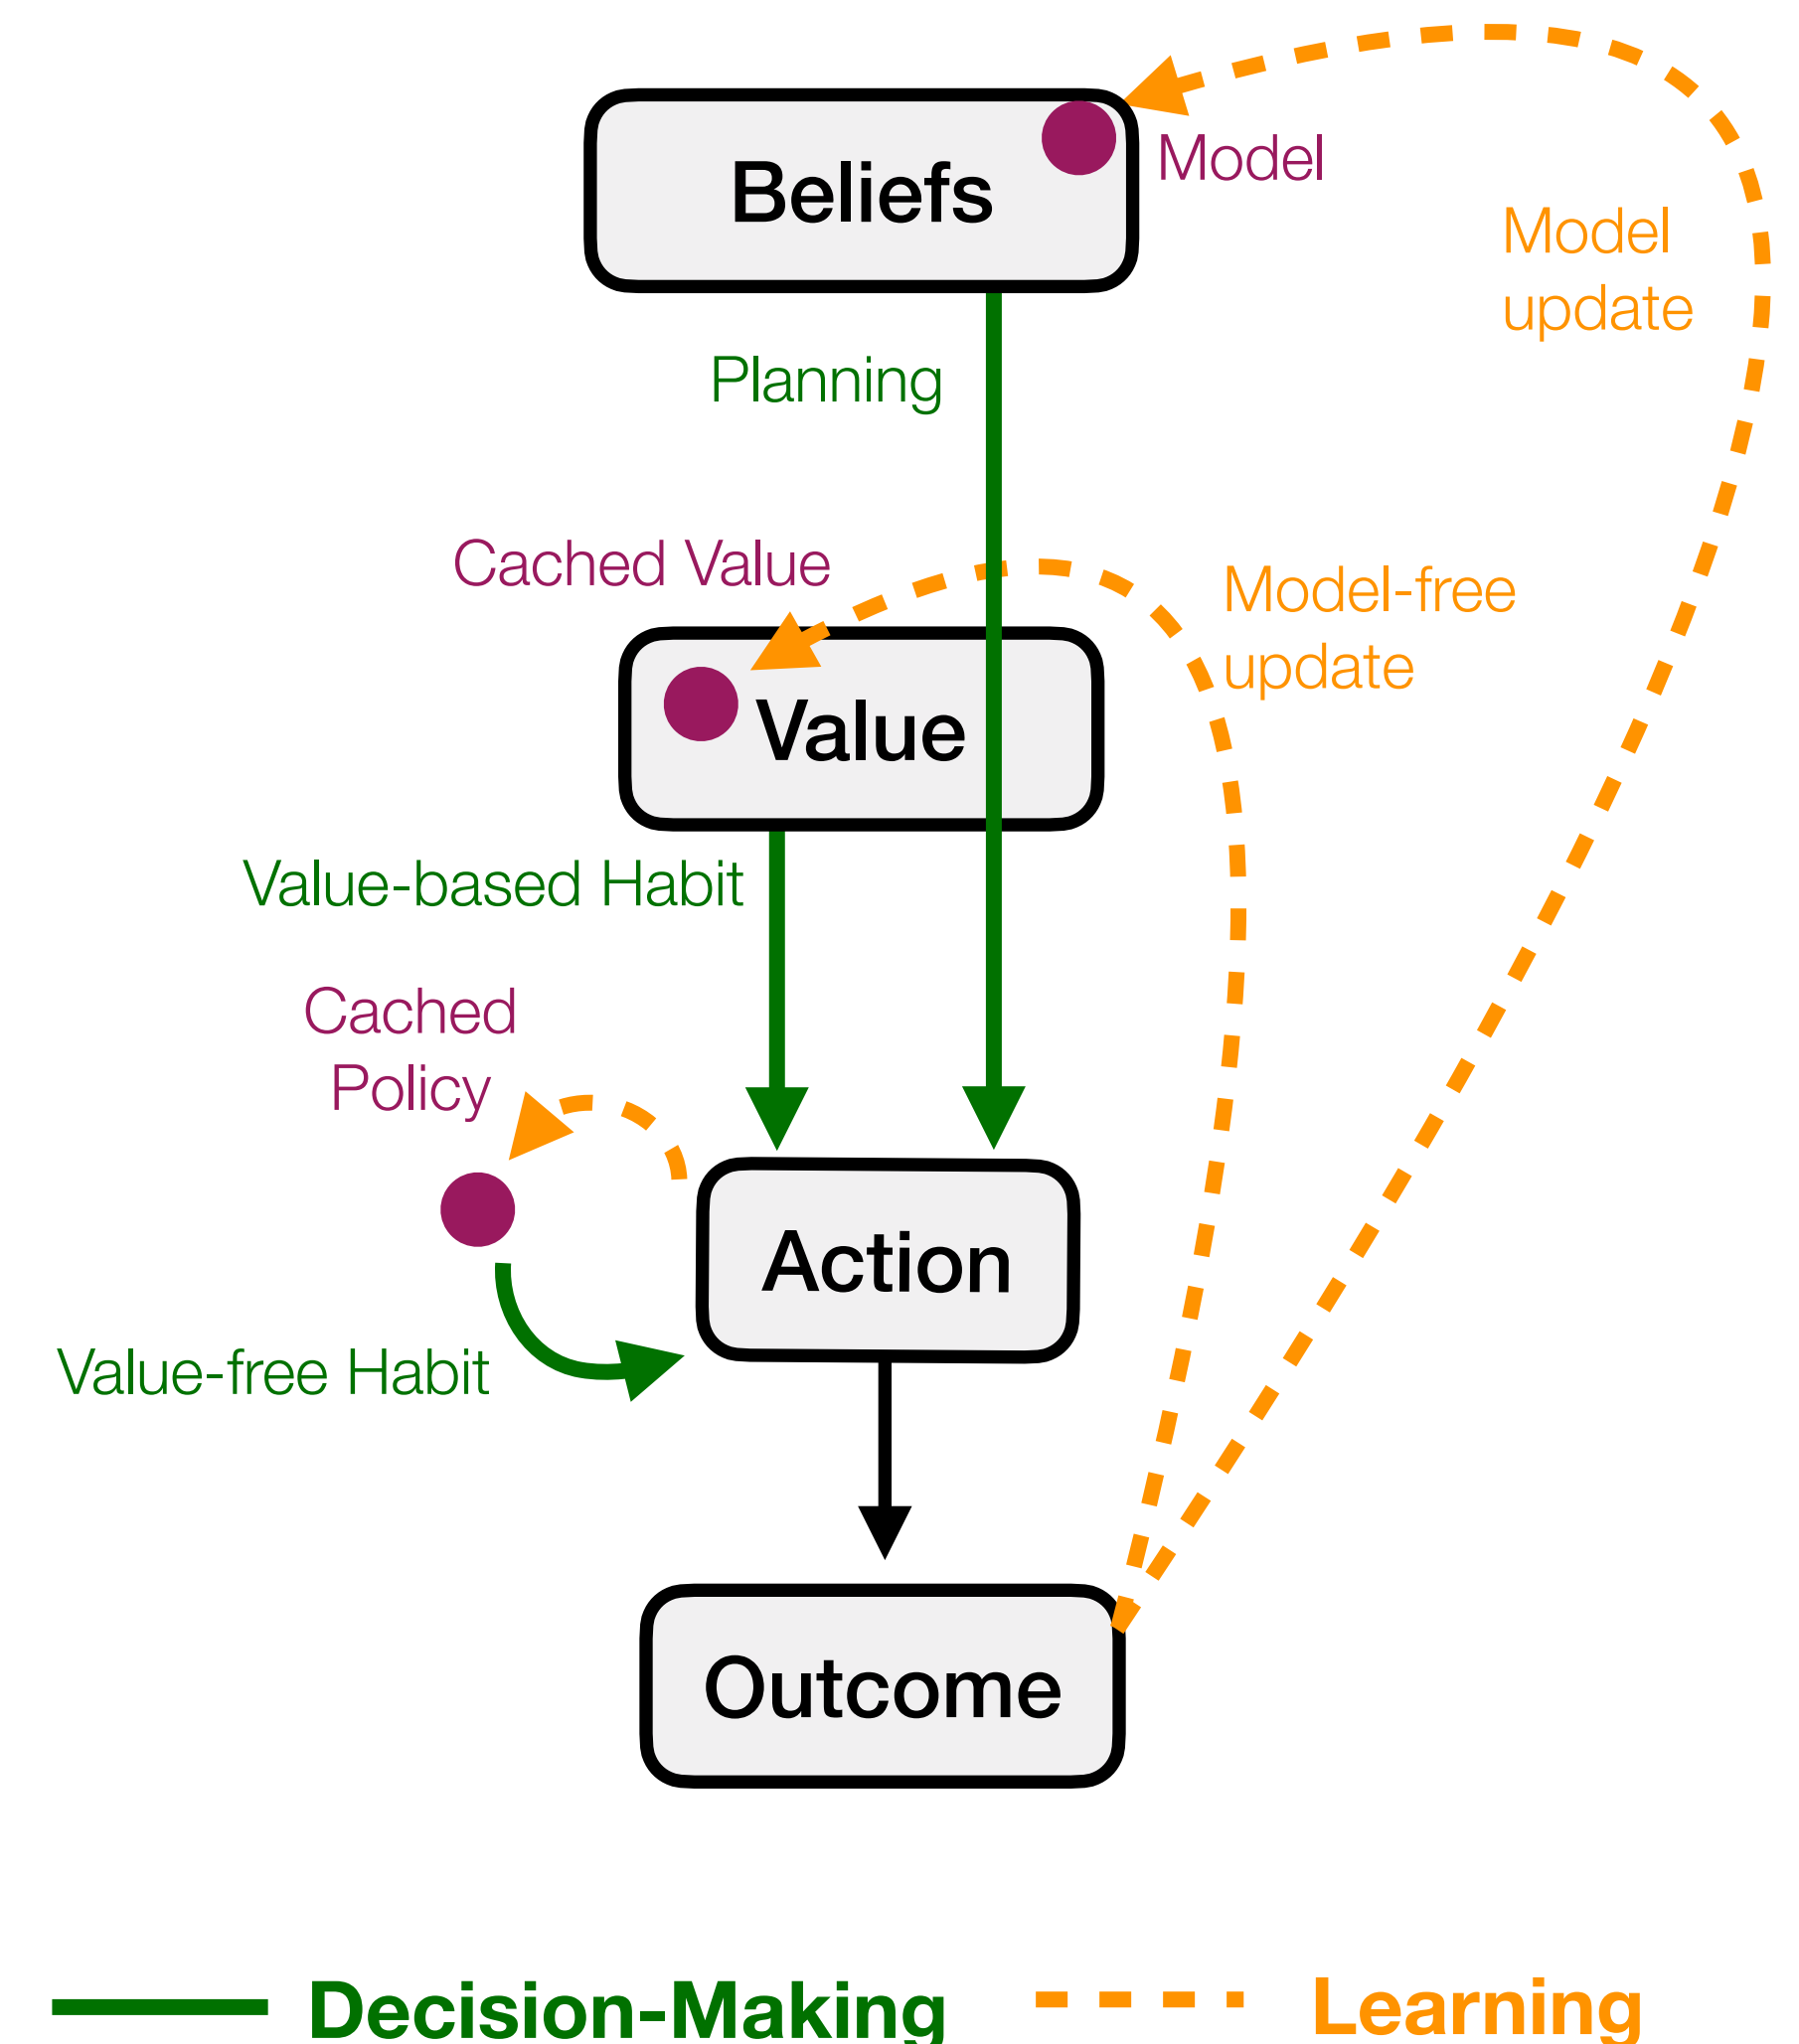 Beliefs
Model
Model
update
Planning
Cached Value
Model-free
update
Value
Value-based Habit
Cached
Policy
Action
Value-free Habit
Outcome
Decision-Making
Learning